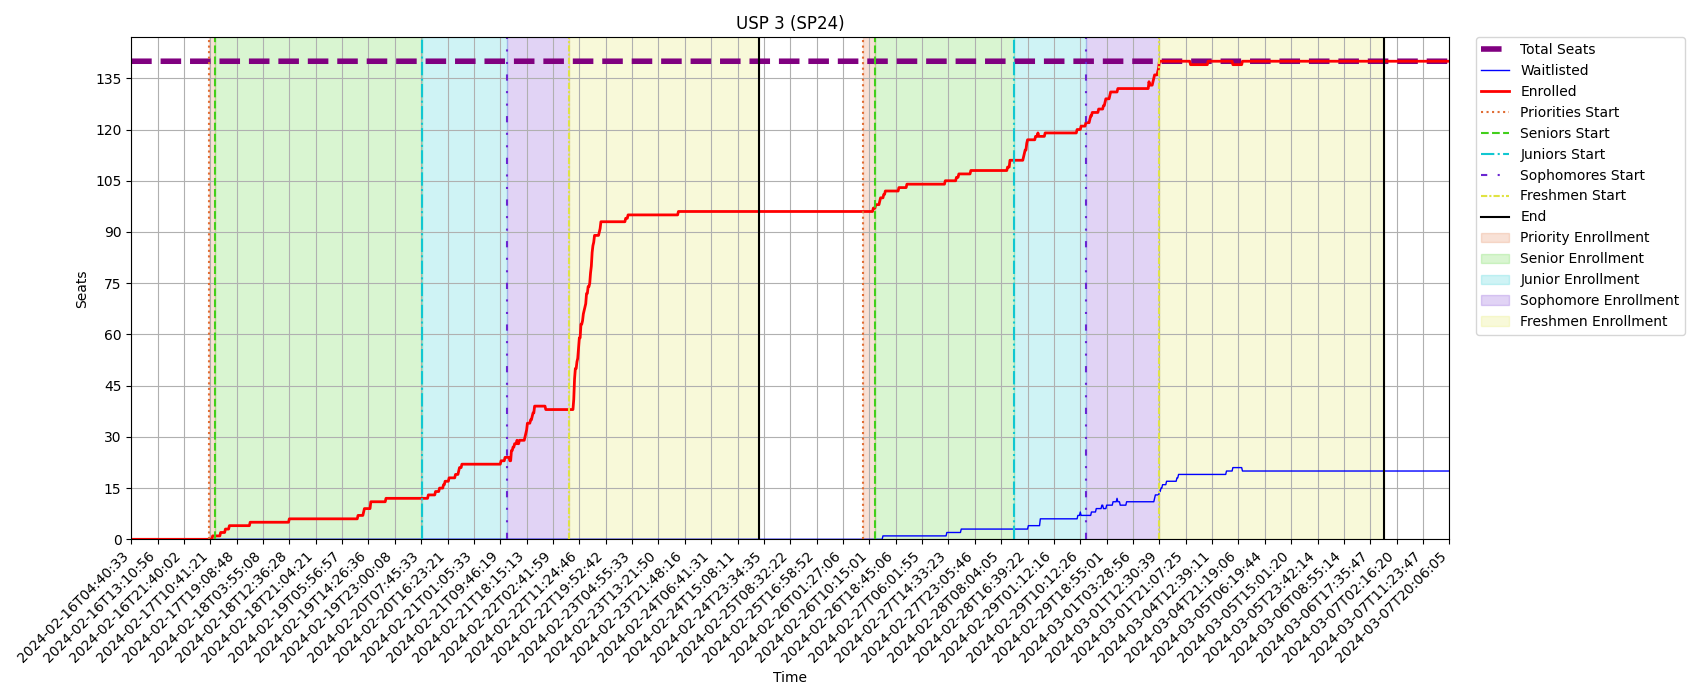 USP 3 (SP24)
Seats
135
120
105
90
75
60
45
30
15
0
2024-02-16T04:40:33
2024-02-16T13:10:56
2024-02-16T21:40:02
2024-02-17T10:41:21
2024-02-17T19:08:48
2024-02-18T03:55:08
2024-02-18T12:36:28
2024-02-18T21:04:21
2024-02-19T05:56:57
2024-02-19T14:26:36
2024-02-19T23:00:08
2024-02-20T07:45:33
2024-02-20T16:23:21
2024-02-21T01:05:33
2024-02-21T09:46:19
2024-02-21T18:15:13
2024-02-22T02:41:59
2024-02-22T11:24:46
2024-02-22T19:52:42
2024-02-23T04:55:33
2024-02-23T13:21:50
2024-02-23T21:48:16
2024-02-24T06:41:31
2024-02-24T15:08:11
2024-02-24T23:34:35
2024-02-25T08:32:22
2024-02-25T16:58:52
2024-02-26T01:27:06
2024-02-26T10:15:01
2024-02-26T18:45:06
2024-02-27T06:01:55
2024-02-27T14:33:23
2024-02-27T23:05:46
2024-02-28T08:04:05
2024-02-28T16:39:22
2024-02-29T01:12:16
2024-02-29T10:12:26
2024-02-29T18:55:01
2024-03-01T03:28:56
2024-03-01T12:30:39
2024-03-01T21:07:25
2024-03-04T12:39:11
2024-03-04T21:19:06
2024-03-05T06:19:44
2024-03-05T15:01:20
2024-03-05T23:42:14
2024-03-06T08:55:14
2024-03-06T17:35:47
2024-03-07T02:16:20
2024-03-07T11:23:47
2024-03-07T20:06:05
Time
Total Seats
Waitlisted
Enrolled
Priorities Start
Seniors Start
Juniors Start
Sophomores Start
Freshmen Start
End
Priority Enrollment
Senior Enrollment
Junior Enrollment
Sophomore Enrollment
Freshmen Enrollment